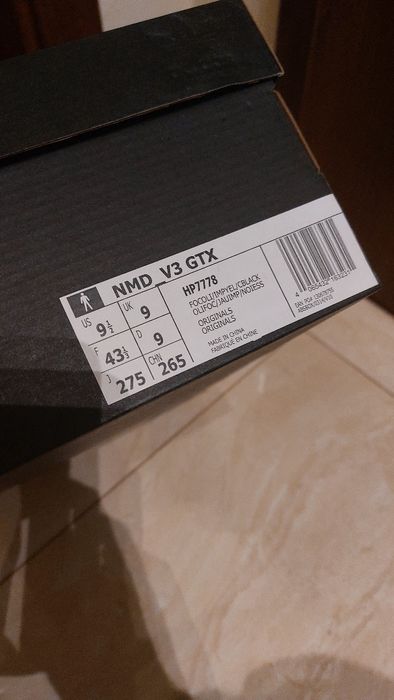 NMD_V3 GTX
US 9½ UK 9
F 43⅓ D 9
J 275 CHN 265
HP7778
FOCOLI/IMPYEL/CBLACK
OLIFOC/JAUIMP/NOIESS
ORIGINALS
ORIGINALS
MADE IN CHINA
FABRIQUE EN CHINE